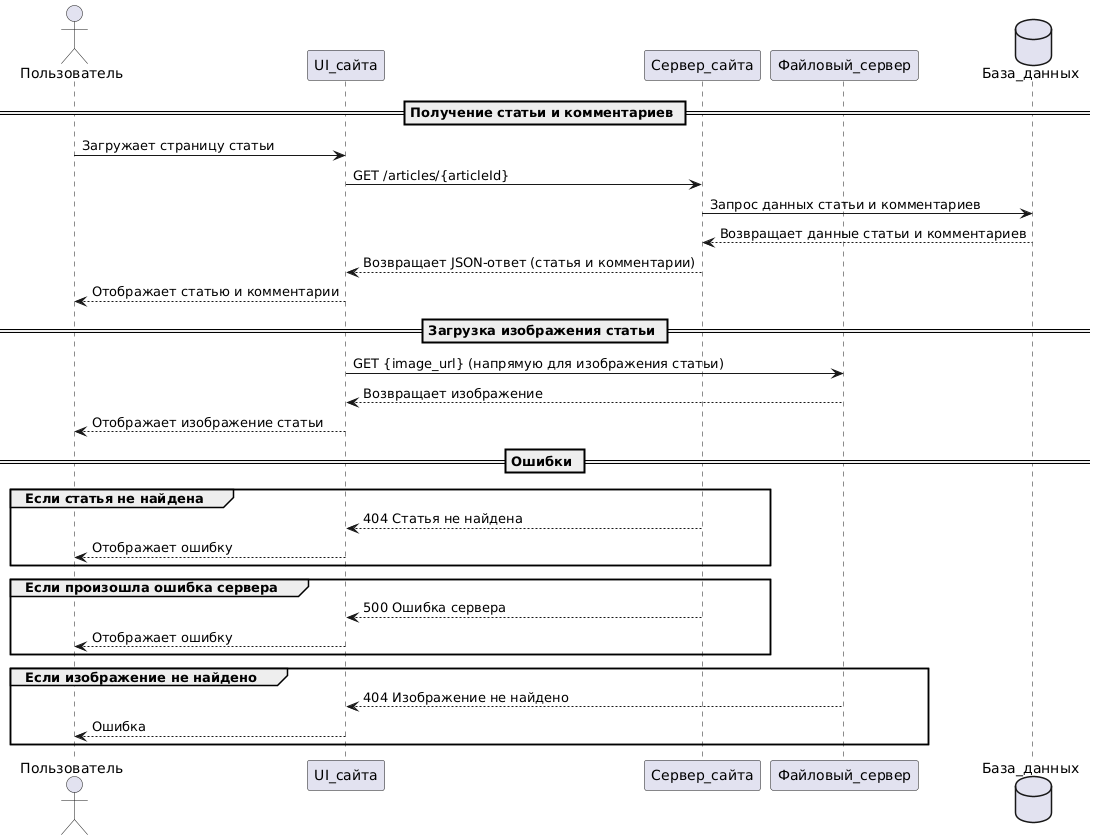 Пользователь
UI_сайта
Сервер_сайта
Файловый_сервер
База_данных
Получение статьи и комментариев
Загружает страницу статьи
GET /articles/{articleId}
Запрос данных статьи и комментариев
Возвращает данные статьи и комментариев
Возвращает JSON-ответ (статья и комментарии)
Отображает статью и комментарии
Загрузка изображения статьи
GET {image_url} (напрямую для изображения статьи)
Возвращает изображение
Отображает изображение статьи
Ошибки
Если статья не найдена
404 Статья не найдена
Отображает ошибку
Если произошла ошибка сервера
500 Ошибка сервера
Отображает ошибку
Если изображение не найдено
404 Изображение не найдено
Ошибка
Пользователь
UI_сайта
Сервер_сайта
Файловый_сервер
База_данных